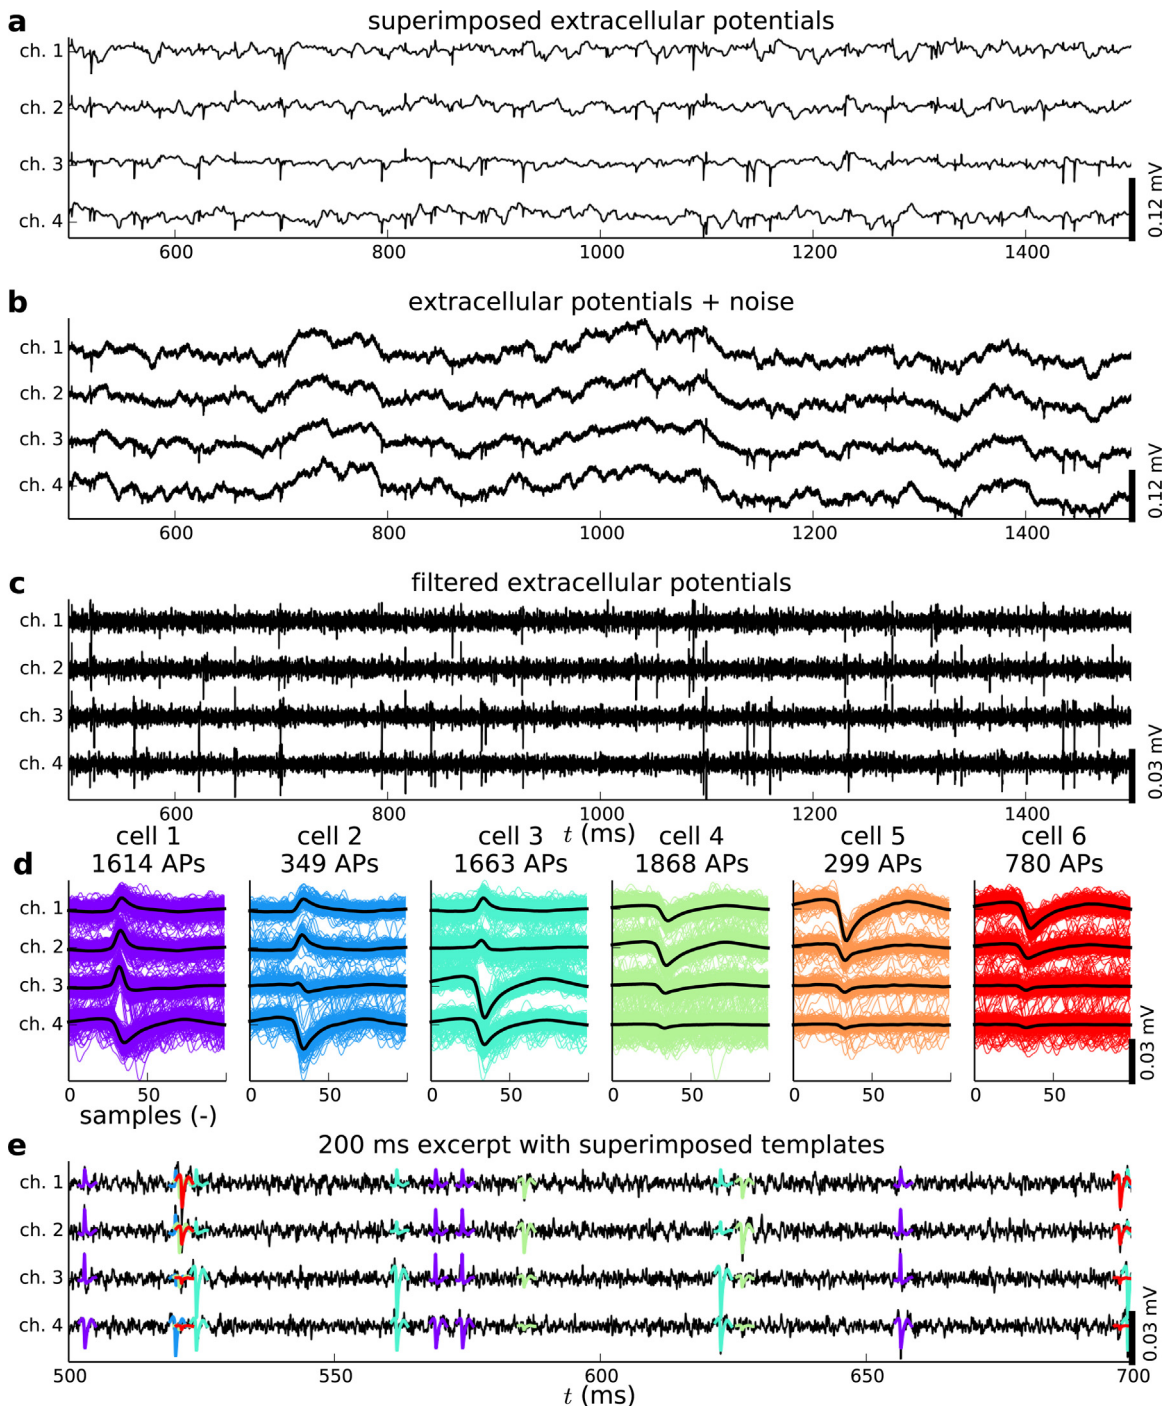 a superimposed extracellular potentials
ch. 1
ch. 2
ch. 3
ch. 4
0.12 mV
600 800 1000 1200 1400
b extracellular potentials + noise
ch. 1
ch. 2
ch. 3
ch. 4
0.12 mV
600 800 1000 1200 1400
c filtered extracellular potentials
ch. 1
ch. 2
ch. 3
ch. 4
0.03 mV
600 800 1000 1200 1400
t (ms)
d
cell 1 cell 2 cell 3 cell 4 cell 5 cell 6
1614 APs 349 APs 1663 APs 1868 APs 299 APs 780 APs
ch. 1
ch. 2
ch. 3
ch. 4
0.03 mV
0 50 0 50 0 50 0 50 0 50 0 50
samples (-)
e 200 ms excerpt with superimposed templates
ch. 1
ch. 2
ch. 3
ch. 4
0.03 mV
500 550 600 650 700
t (ms)